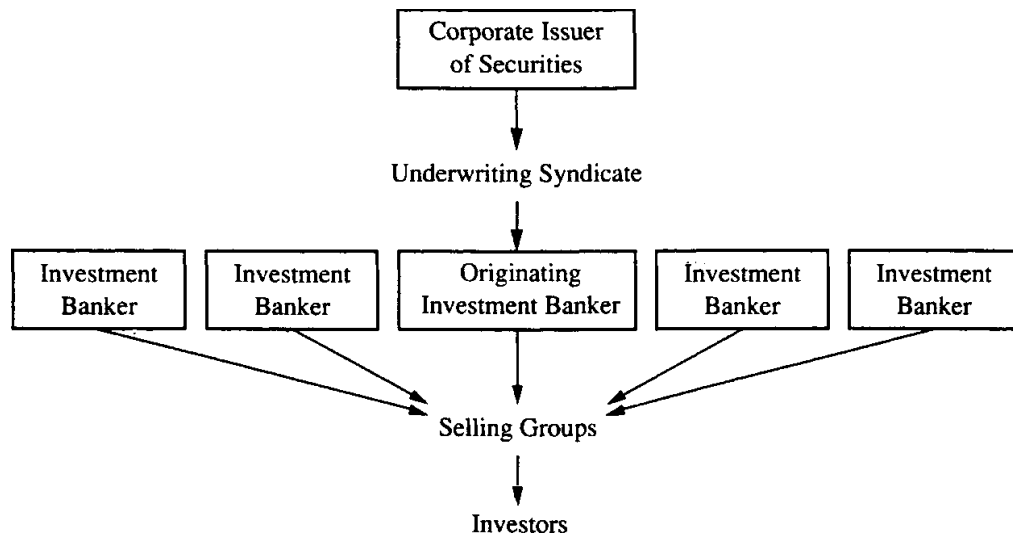 Corporate Issuer
of Securities
Underwriting Syndicate
Investment
Banker
Investment
Banker
Originating
Investment Banker
Investment
Banker
Investment
Banker
Selling Groups
Investors